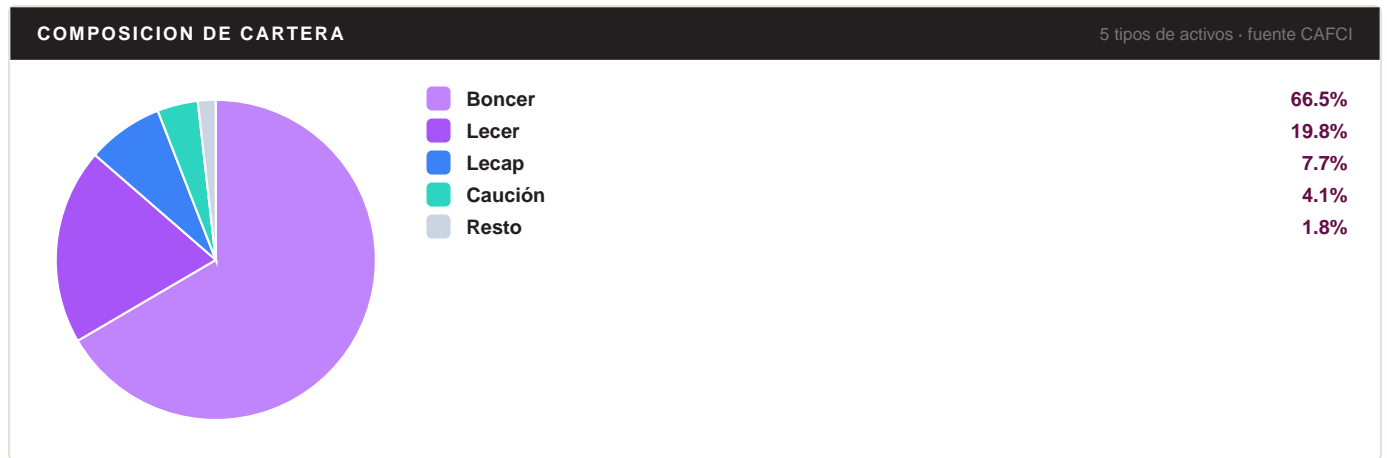 COMPOSICION DE CARTERA 5 tipos de activos · fuente CAFCI
Boncer 66.5%
Lecer 19.8%
Lecap 7.7%
Caución 4.1%
Resto 1.8%